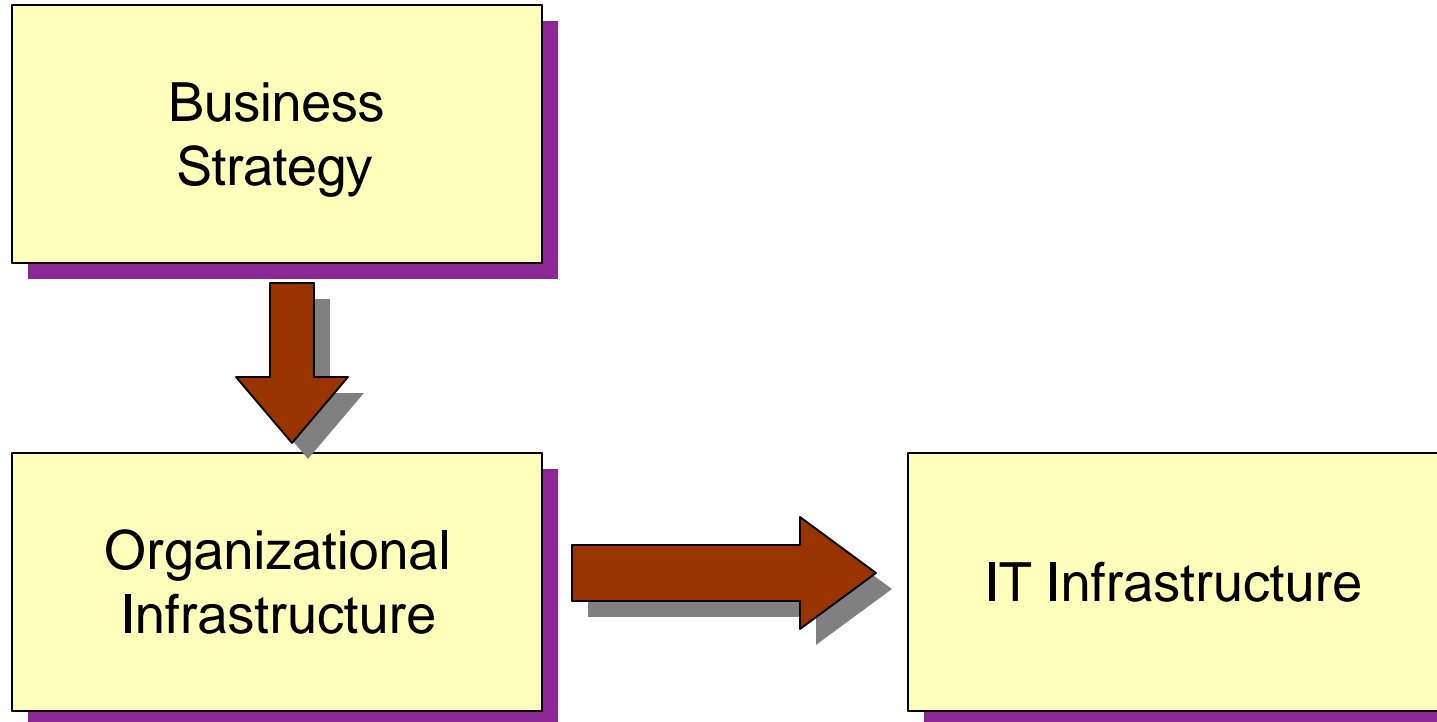 Business
Strategy
Organizational
Infrastructure
IT Infrastructure